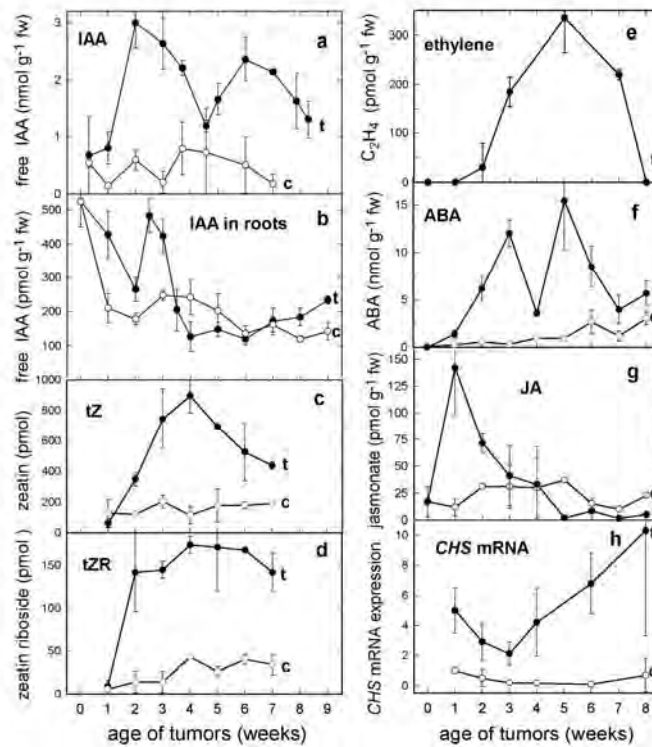 IAA
a
free IAA (nmol g⁻¹ fw)
3
2
1
0
t
c
IAA in roots
b
free IAA (pmol g⁻¹ fw)
500
400
300
200
100
t
c
tZ
c
zeatin (pmol)
1000
800
600
400
200
0
t
c
tZR
d
zeatin riboside (pmol)
150
100
50
0
t
c
0 1 2 3 4 5 6 7 8 9
age of tumors (weeks)
ethylene
e
C₂H₄ (pmol g⁻¹ fw)
300
200
100
0
ABA
f
ABA (nmol g⁻¹ fw)
15
10
5
0
JA
g
jasmonate (pmol g⁻¹ fw)
150
125
100
75
50
25
0
CHS mRNA
h
CHS mRNA expression
10
8
6
4
2
0
0 1 2 3 4 5 6 7 8
age of tumors (weeks)